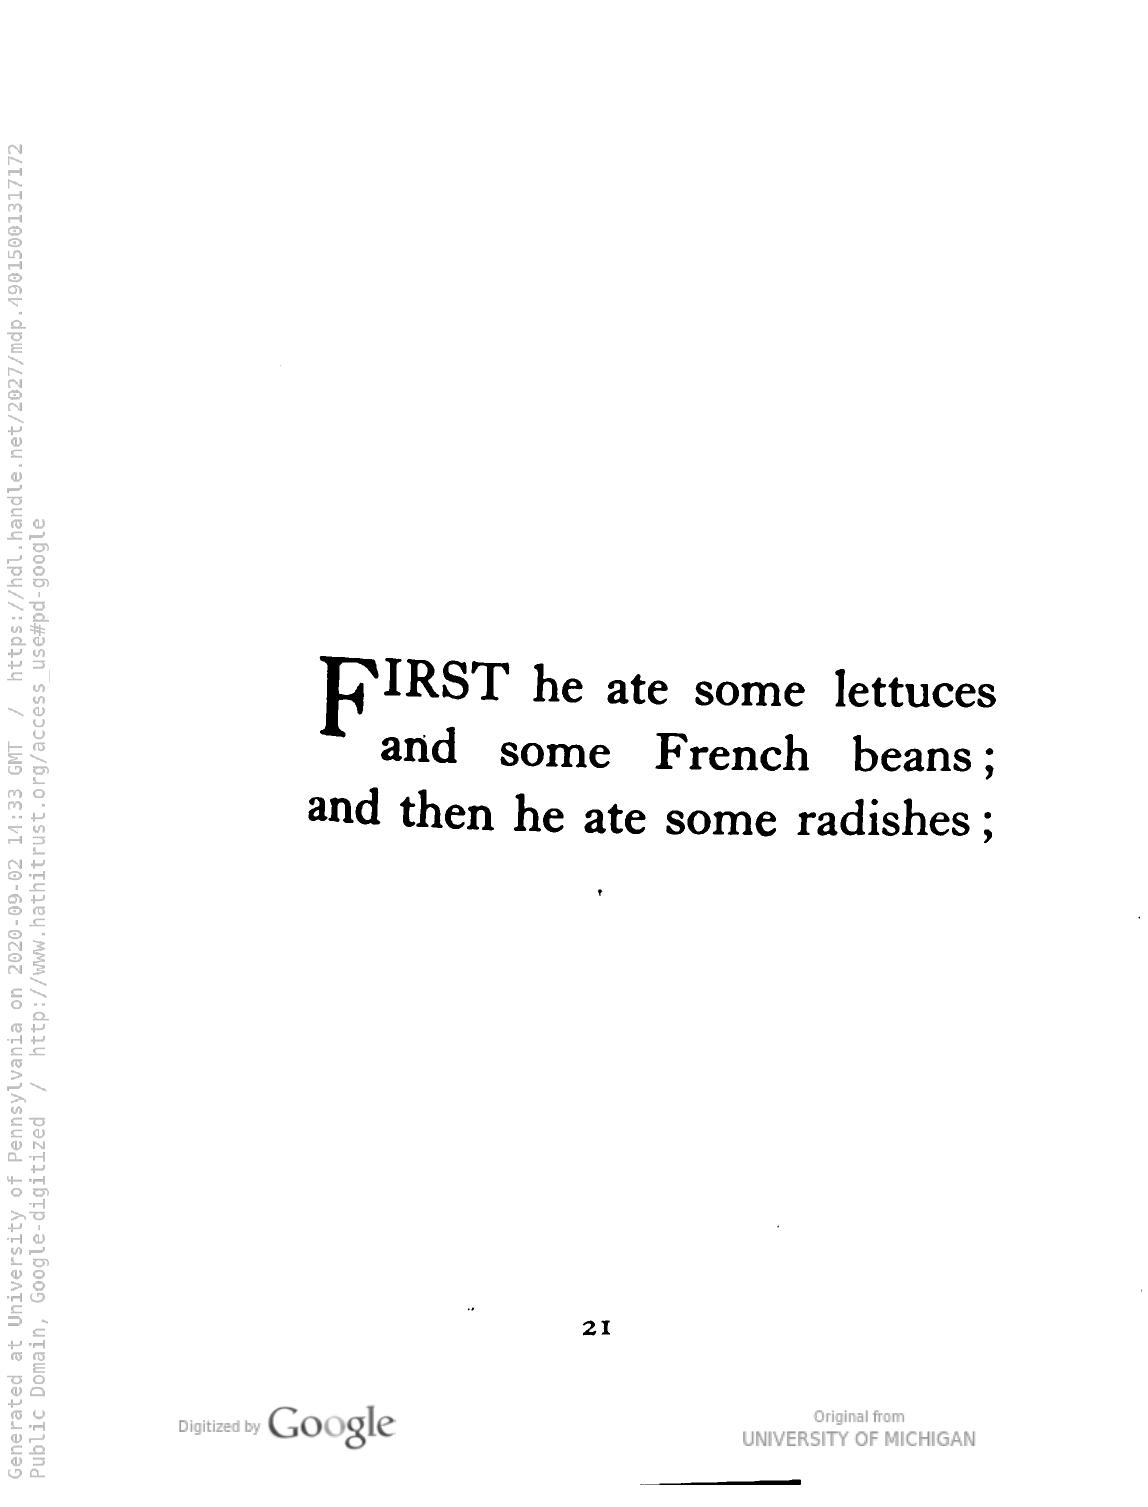 FIRST he ate some lettuces
and some French beans;
and then he ate some radishes;
21
Digitized by Google
Original from
UNIVERSITY OF MICHIGAN
Generated at University of Pennsylvania on 2020-09-02 14:33 GMT / https://hdl.handle.net/2027/mdp.49015001317172
Public Domain, Google-digitized / http://www.hathitrust.org/access_use#pd-google